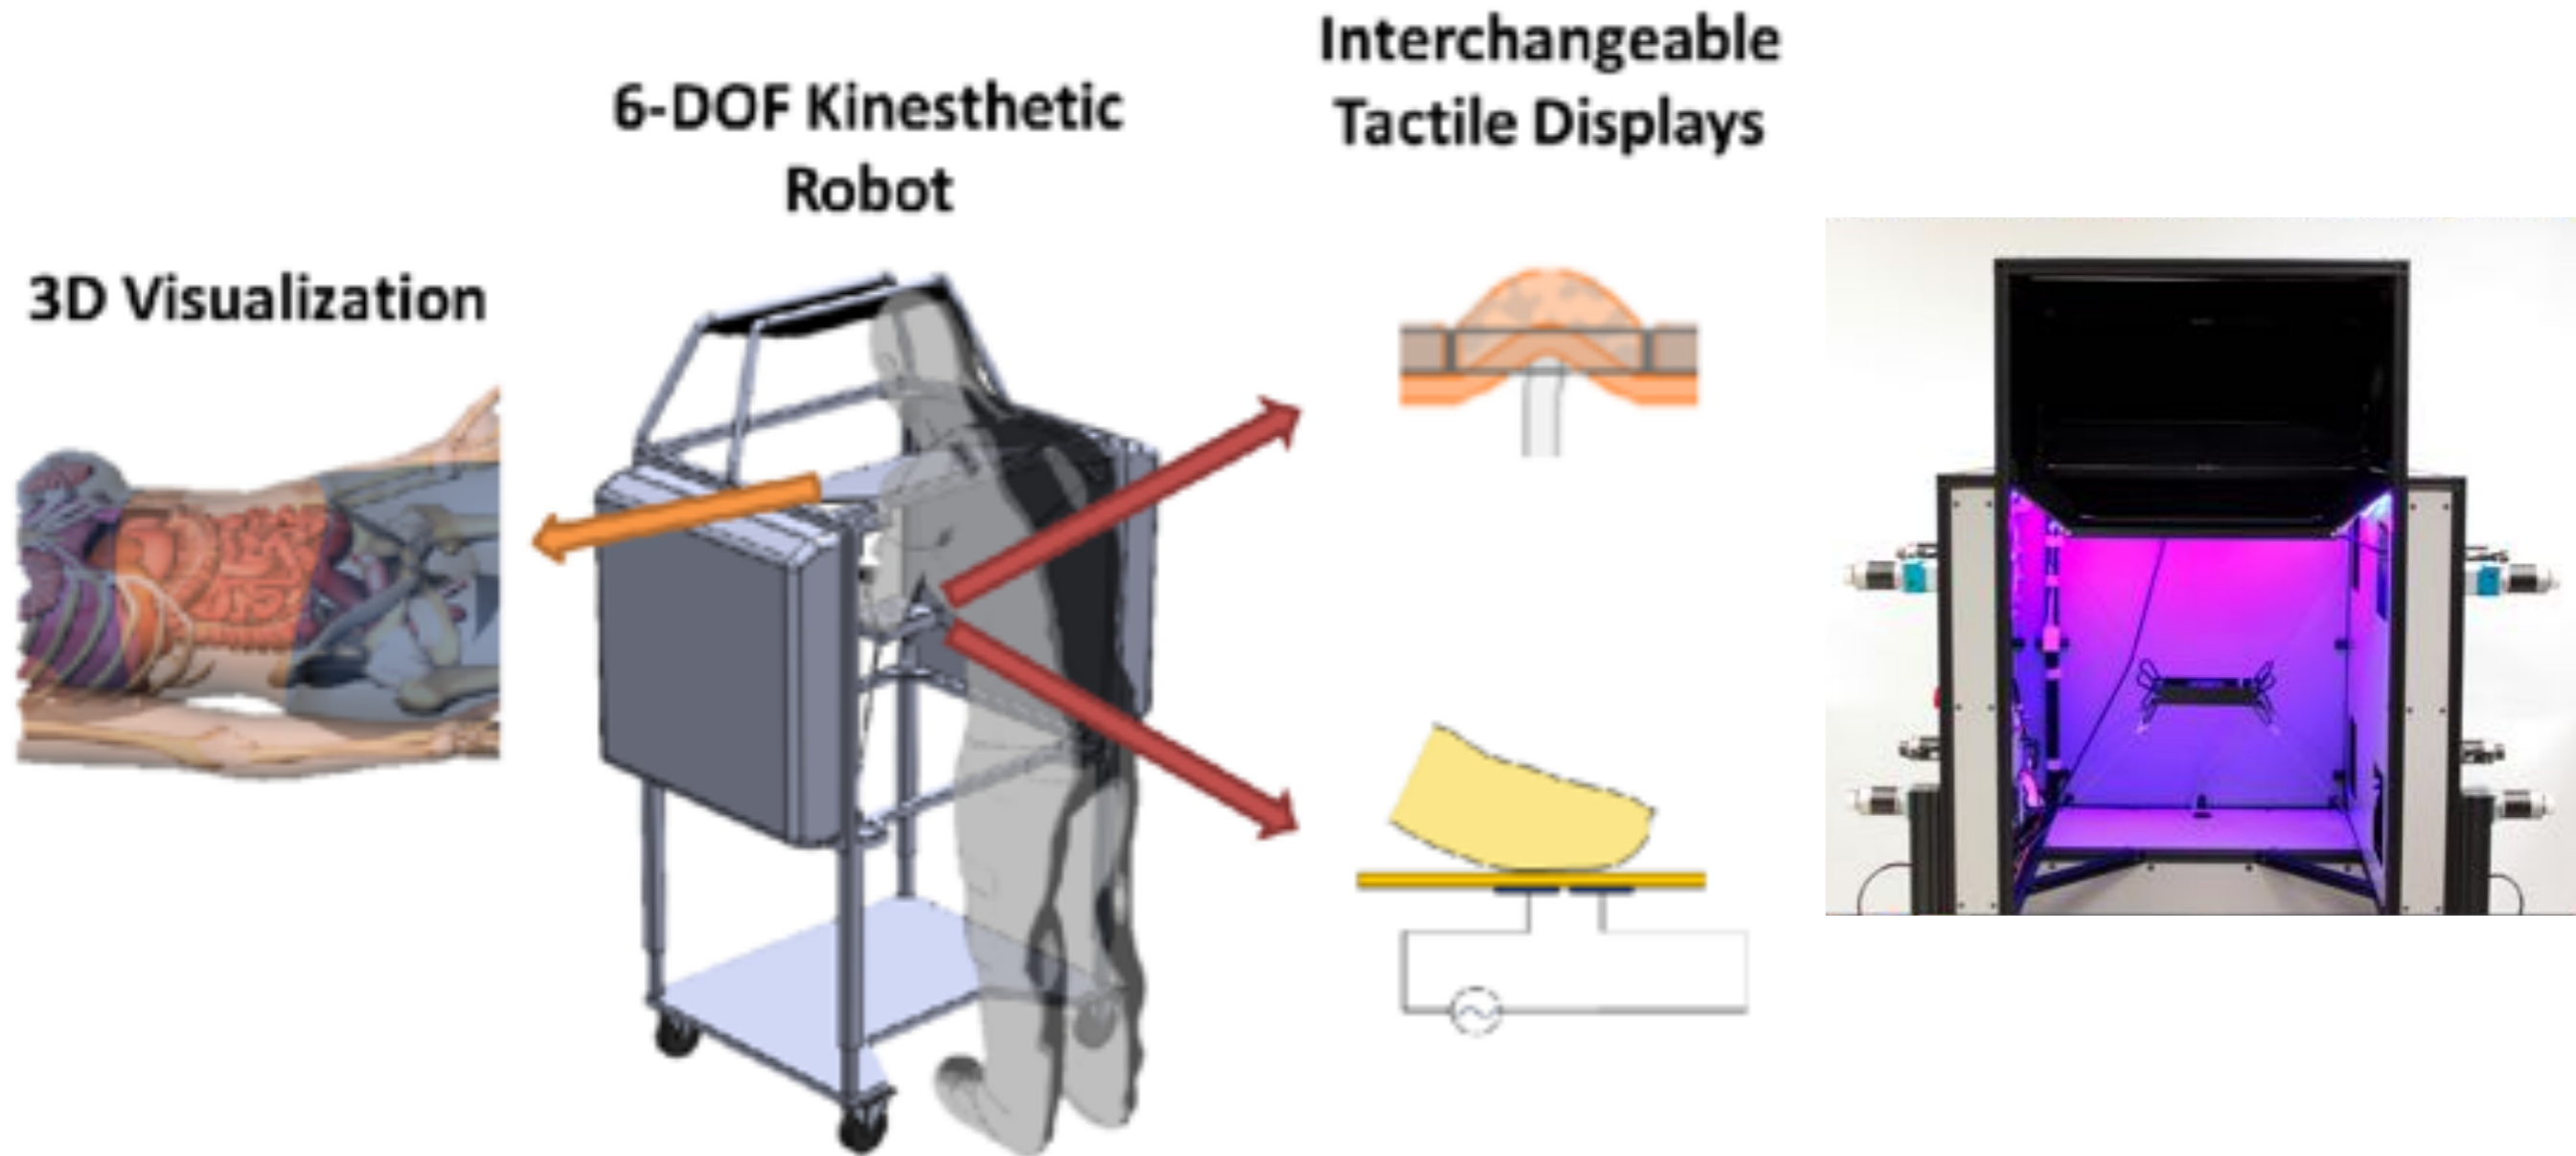 3D Visualization
6-DOF Kinesthetic
Robot
Interchangeable
Tactile Displays